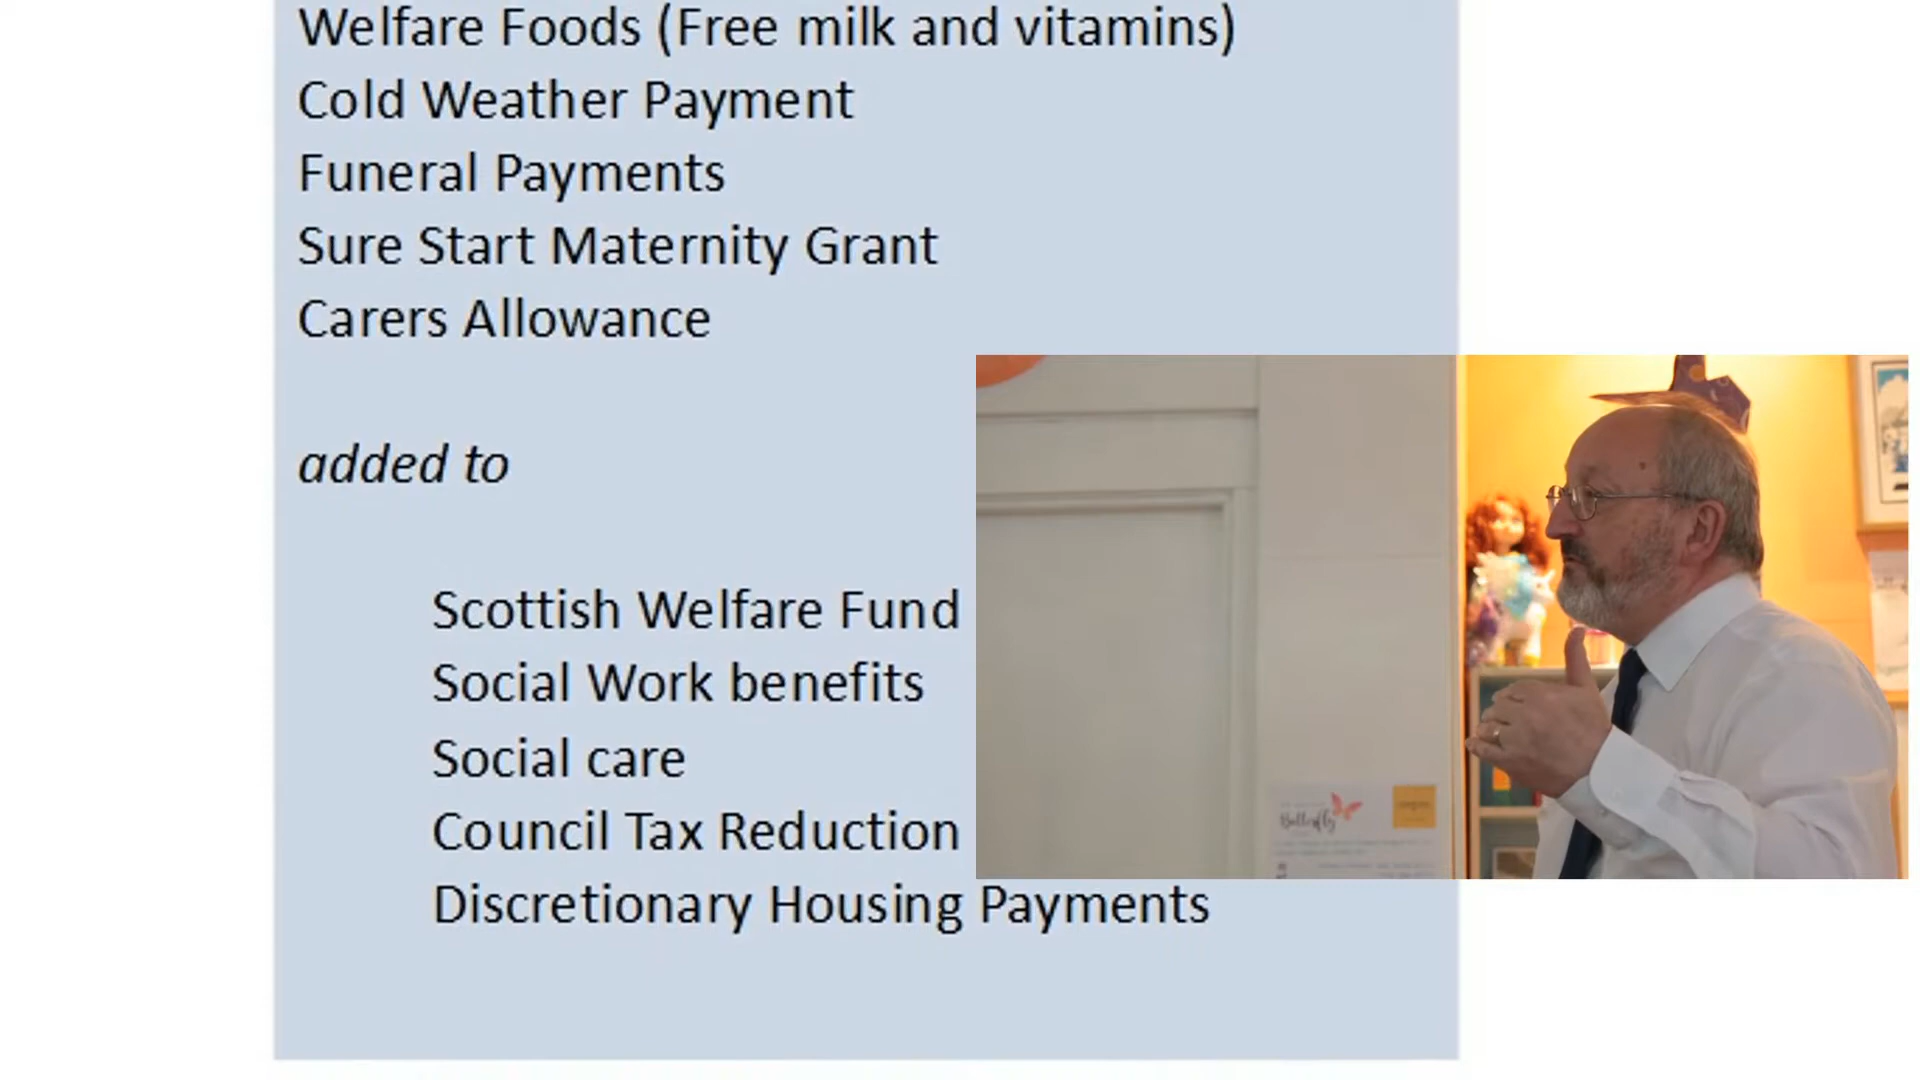 Welfare Foods (Free milk and vitamins)
Cold Weather Payment
Funeral Payments
Sure Start Maternity Grant
Carers Allowance
added to
Scottish Welfare Fund
Social Work benefits
Social care
Council Tax Reduction
Discretionary Housing Payments
Butterfly